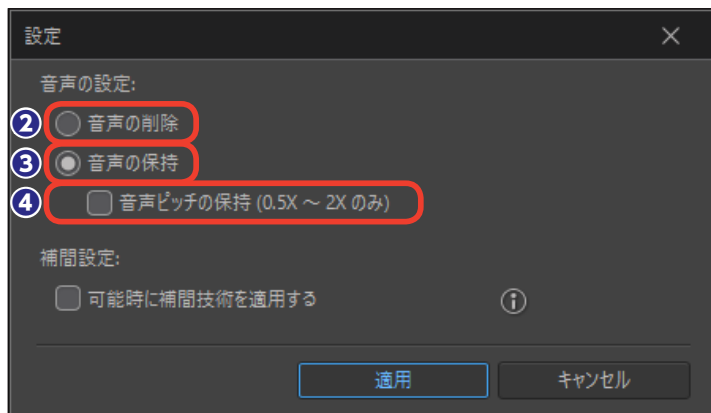 設定
音声の設定:
2 音声の削除
3 音声の保持
4 音声ピッチの保持 (0.5X ～ 2X のみ)
補間設定:
可能時に補間技術を適用する
適用 キャンセル